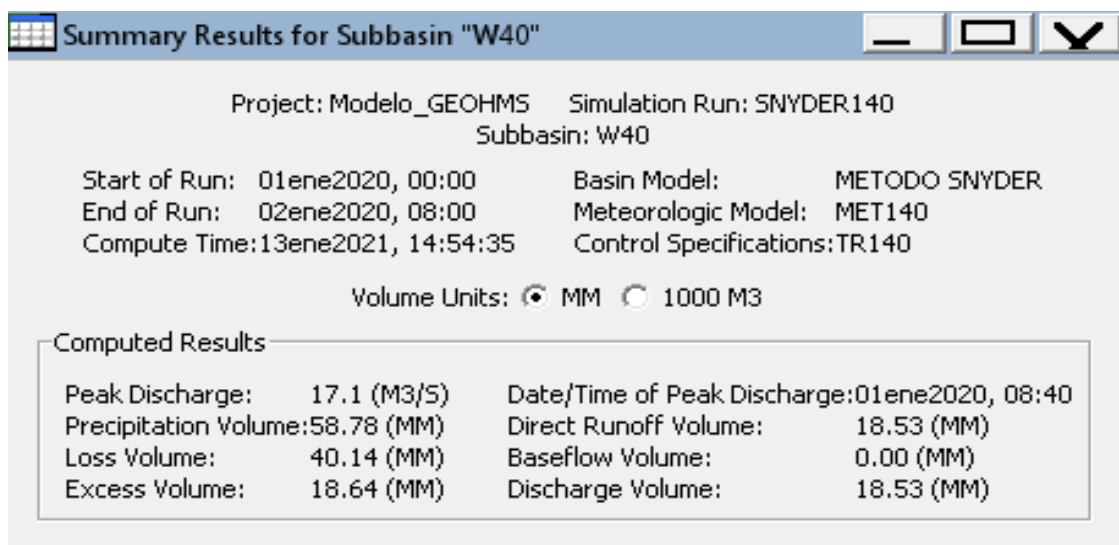 Summary Results for Subbasin "W40"
Project: Modelo_GEOHMS Simulation Run: SNYDER140
Subbasin: W40
Start of Run: 01ene2020, 00:00 Basin Model: METODO SNYDER
End of Run: 02ene2020, 08:00 Meteorologic Model: MET140
Compute Time:13ene2021, 14:54:35 Control Specifications:TR140
Volume Units: MM 1000 M3
Computed Results
Peak Discharge: 17.1 (M3/S) Date/Time of Peak Discharge:01ene2020, 08:40
Precipitation Volume:58.78 (MM) Direct Runoff Volume: 18.53 (MM)
Loss Volume: 40.14 (MM) Baseflow Volume: 0.00 (MM)
Excess Volume: 18.64 (MM) Discharge Volume: 18.53 (MM)